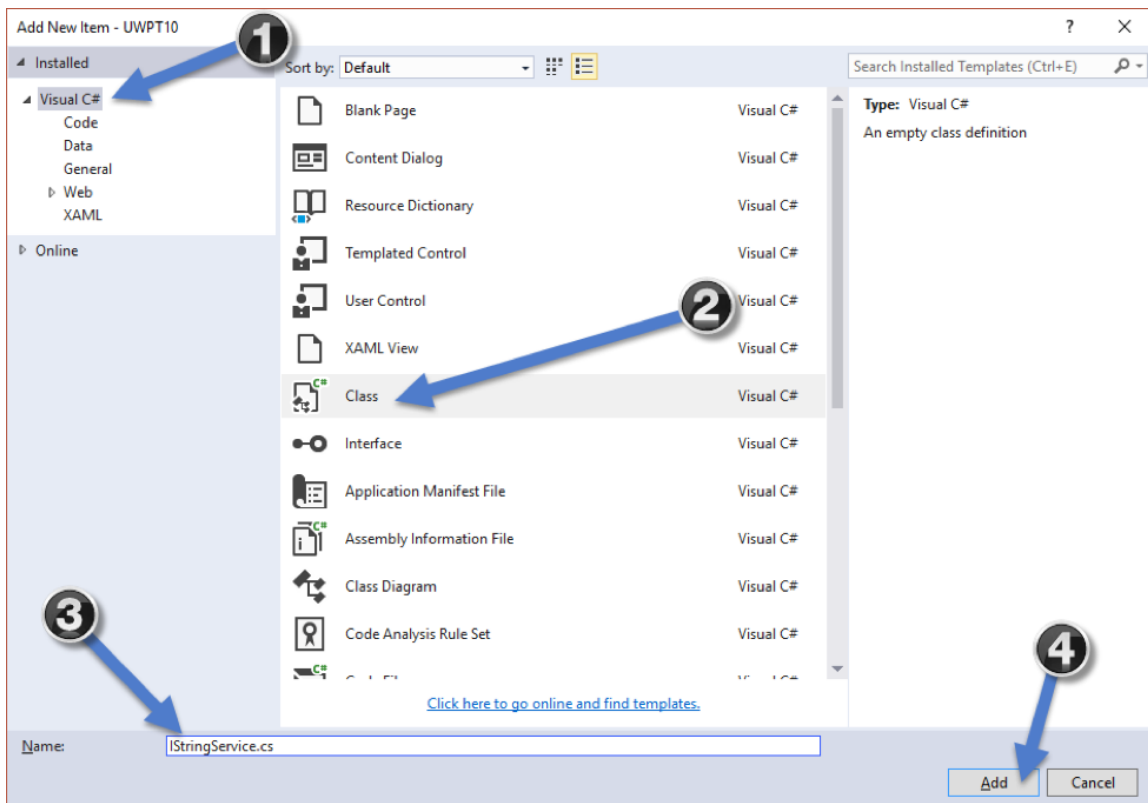 Add New Item - UWPT10
?
1
Installed
Sort by: Default
Search Installed Templates (Ctrl+E)
Visual C#
Code
Data
General
Web
XAML
Online
Blank Page Visual C#
Content Dialog Visual C#
Resource Dictionary Visual C#
Templated Control Visual C#
User Control Visual C#
2
XAML View Visual C#
C# Class Visual C#
Interface Visual C#
Application Manifest File Visual C#
C# Assembly Information File Visual C#
Class Diagram Visual C#
Code Analysis Rule Set Visual C#
C#
Click here to go online and find templates.
Type: Visual C#
An empty class definition
3
4
Name: IStringService.cs
Add Cancel